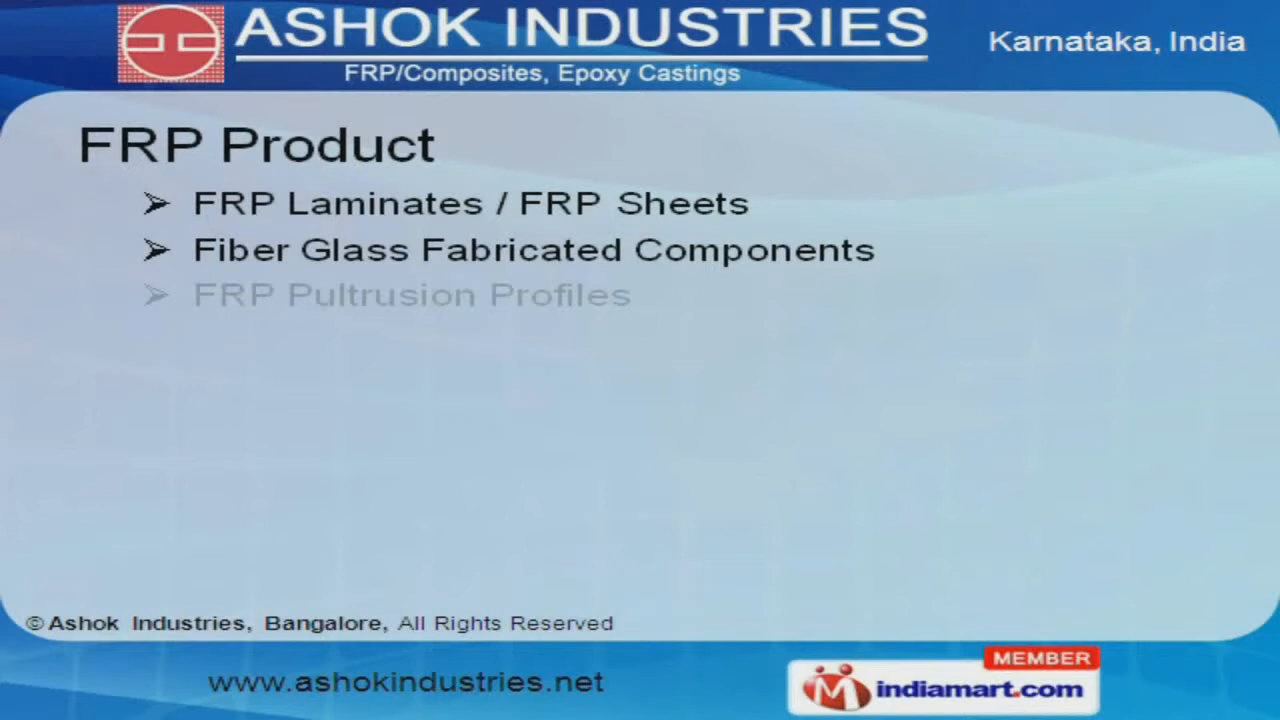 ASHOK INDUSTRIES
FRP/Composites, Epoxy Castings
Karnataka, India
FRP Product
➢ FRP Laminates / FRP Sheets
➢ Fiber Glass Fabricated Components
➢ FRP Pultrusion Profiles
©Ashok Industries, Bangalore, All Rights Reserved
www.ashokindustries.net
MEMBER
indiamart.com